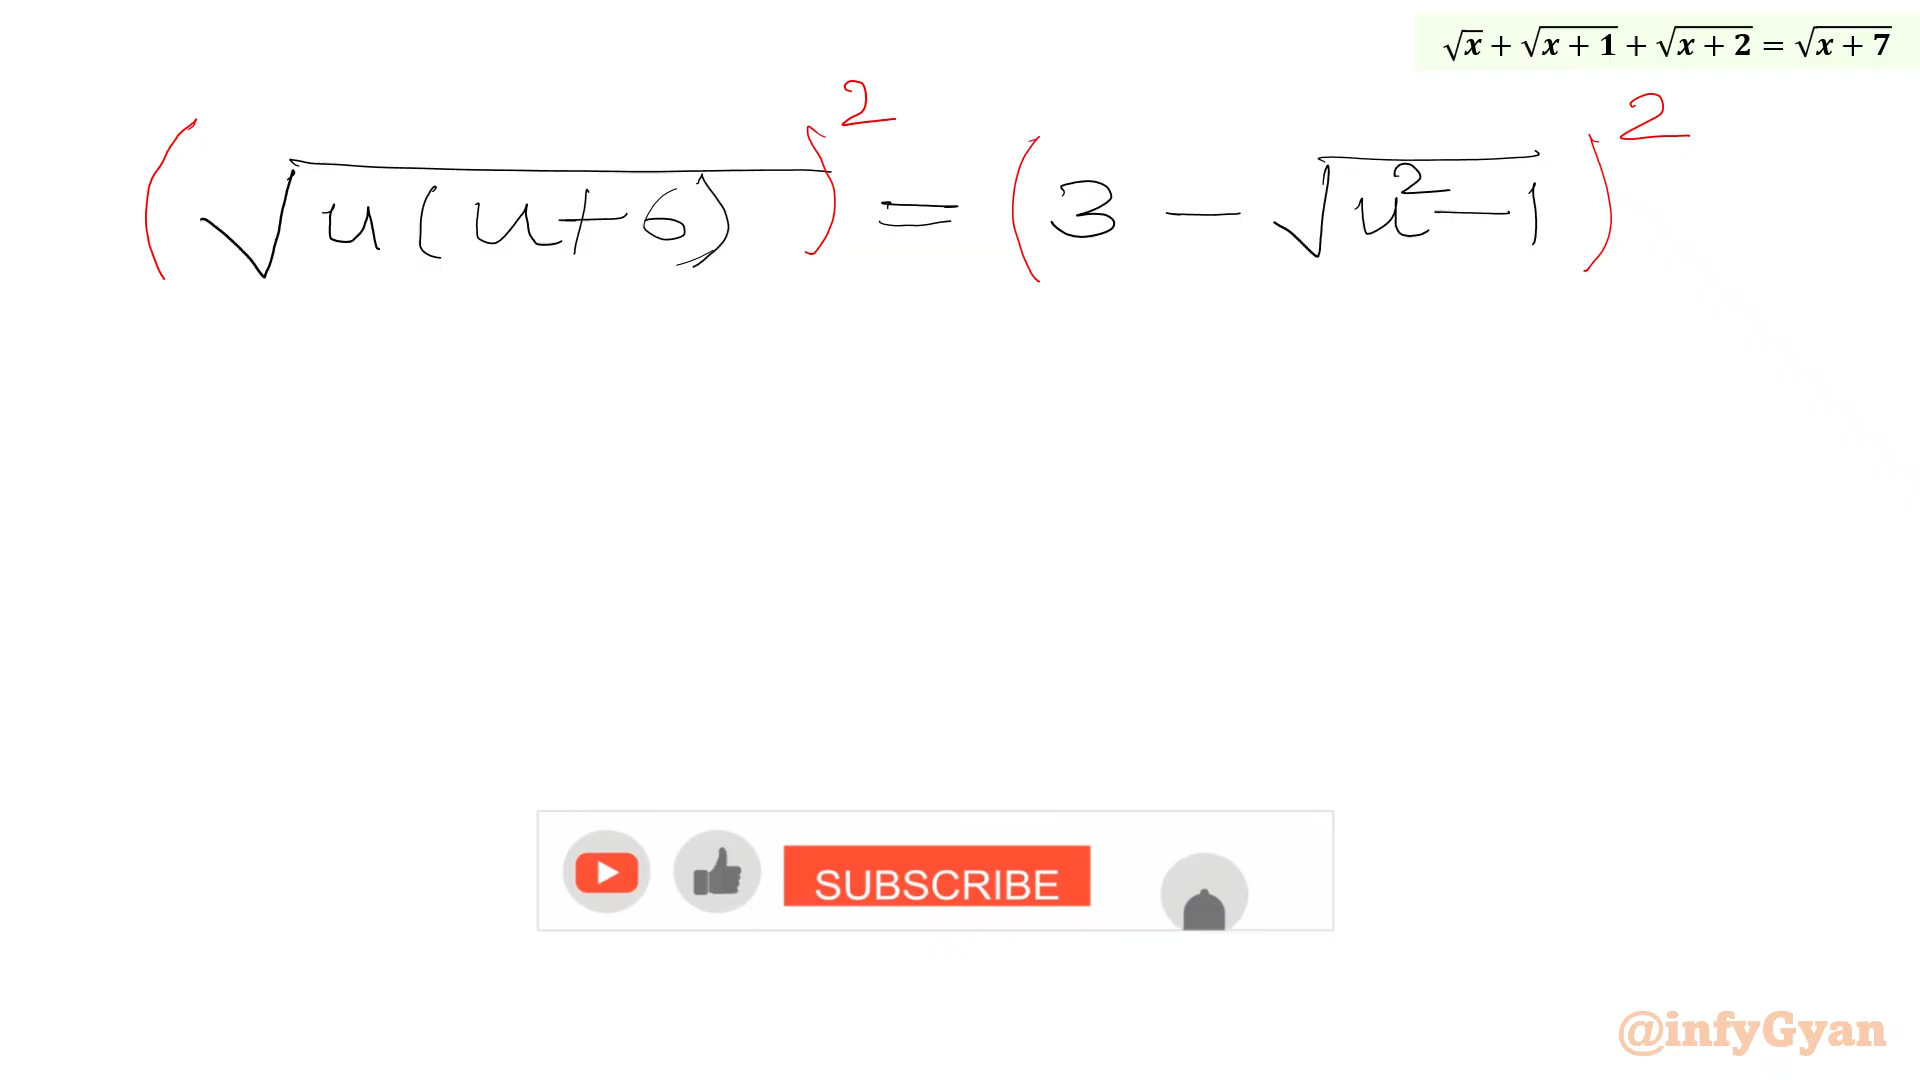 √x + √(x + 1) + √(x + 2) = √(x + 7)
(√(u(u+6)))² = (3 − √(u²−1))²
SUBSCRIBE
@infyGyan